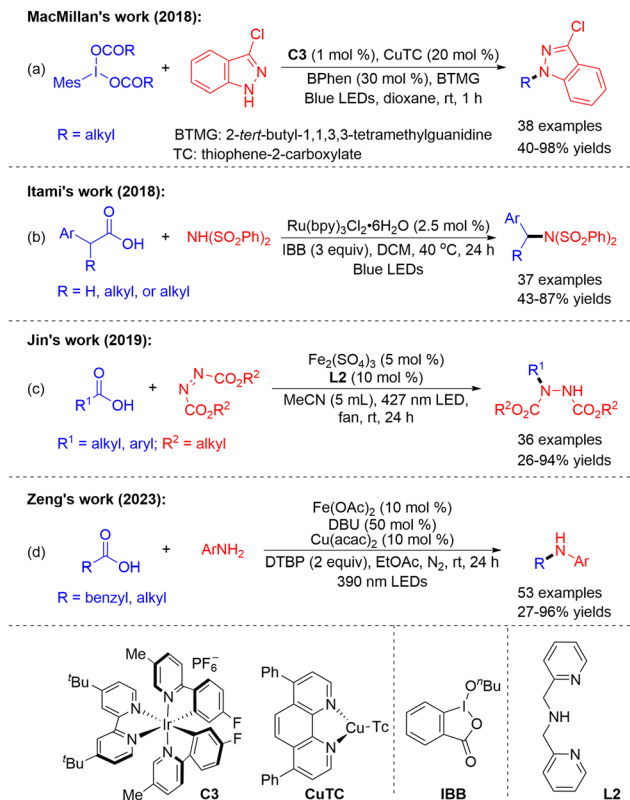 MacMillan's work (2018):
(a)
OCOR
Mes
I
OCOR
+
Cl
N
N
H
C3 (1 mol %), CuTC (20 mol %)
BPhen (30 mol %), BTMG
Blue LEDs, dioxane, rt, 1 h
Cl
N
N
R
R = alkyl
BTMG: 2-tert-butyl-1,1,3,3-tetramethylguanidine
TC: thiophene-2-carboxylate
38 examples
40-98% yields
Itami's work (2018):
(b)
O
Ar
OH
R
+
NH(SO2Ph)2
Ru(bpy)3Cl2•6H2O (2.5 mol %)
IBB (3 equiv), DCM, 40 °C, 24 h
Blue LEDs
Ar
N(SO2Ph)2
R
R = H, alkyl, or alkyl
37 examples
43-87% yields
Jin's work (2019):
(c)
O
R1
OH
+
N
N
CO2R2
CO2R2
Fe2(SO4)3 (5 mol %)
L2 (10 mol %)
MeCN (5 mL), 427 nm LED,
fan, rt, 24 h
R1
N
NH
R2O2C
CO2R2
R1 = alkyl, aryl; R2 = alkyl
36 examples
26-94% yields
Zeng's work (2023):
(d)
O
R
OH
+
ArNH2
Fe(OAc)2 (10 mol %)
DBU (50 mol %)
Cu(acac)2 (10 mol %)
DTBP (2 equiv), EtOAc, N2, rt, 24 h
390 nm LEDs
H
R
N
Ar
R = benzyl, alkyl
53 examples
27-96% yields
Me
PF6
tBu
N
N
Ir
F
N
F
tBu
N
Me
C3
Ph
N
Cu-Tc
N
Ph
CuTC
OnBu
I
O
O
IBB
N
NH
N
L2